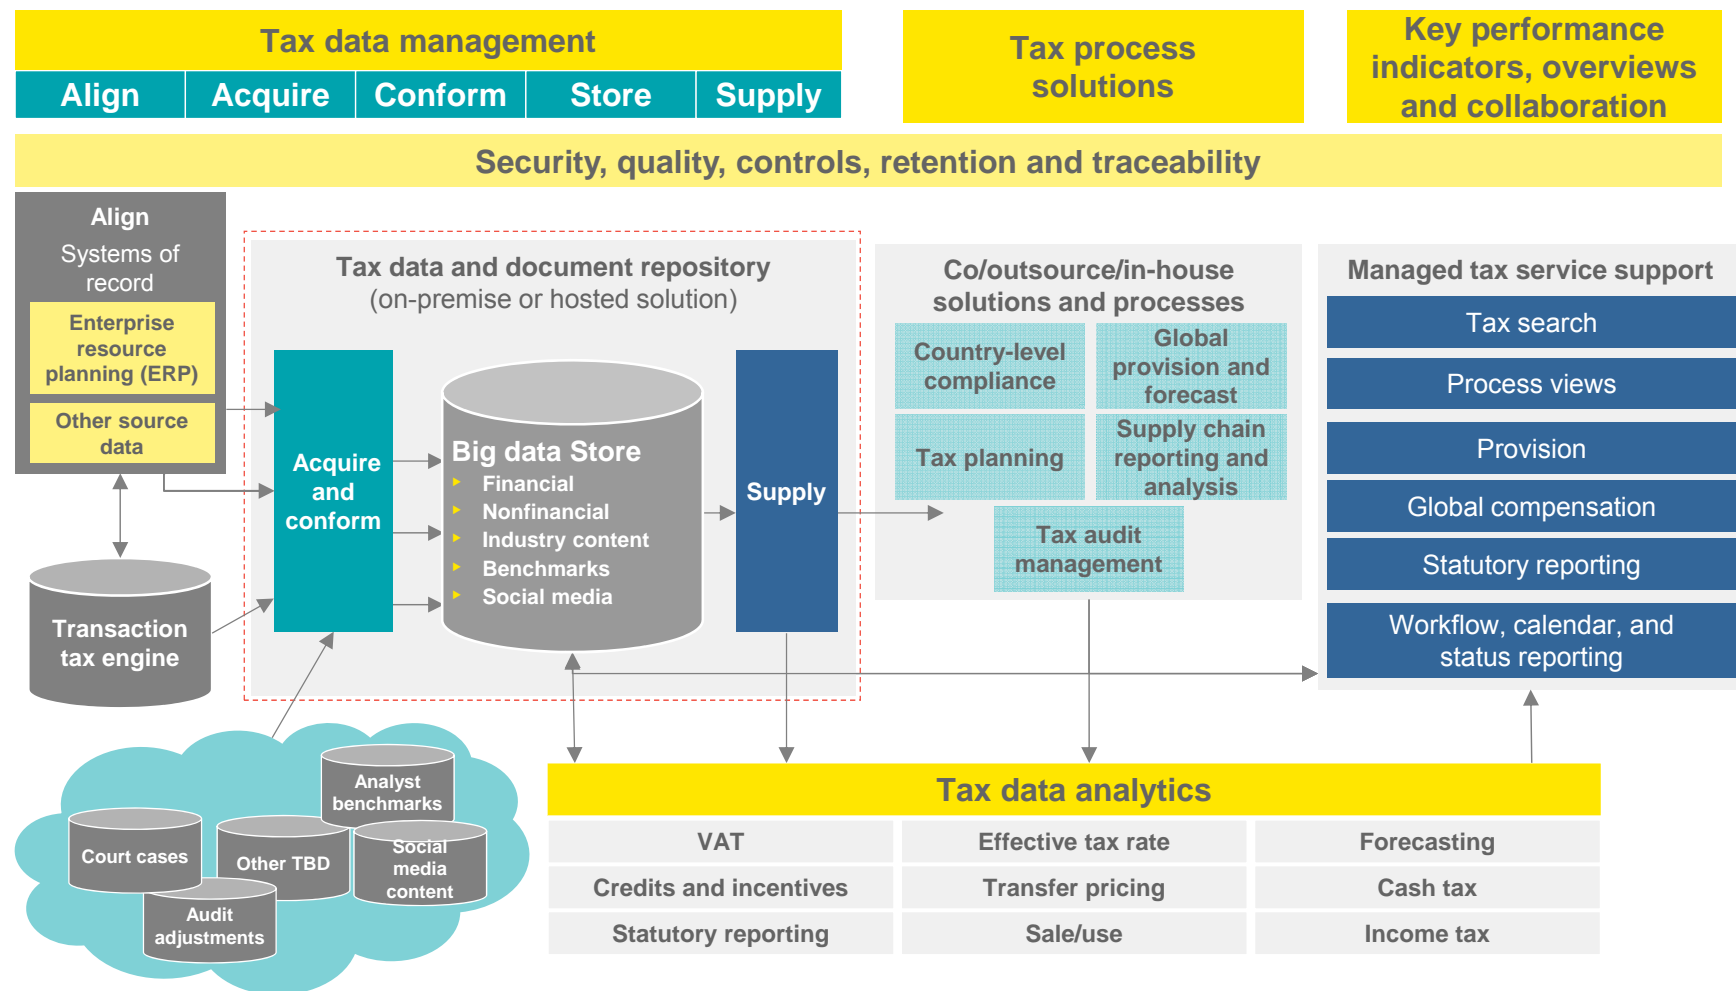 Tax data management
Align
Acquire
Conform
Store
Supply
Tax process
solutions
Key performance
indicators, overviews
and collaboration
Security, quality, controls, retention and traceability
Align
Systems of
record
Enterprise
resource
planning (ERP)
Other source
data
Transaction
tax engine
Tax data and document repository
(on-premise or hosted solution)
Acquire
and
conform
Big data Store
Financial
Nonfinancial
Industry content
Benchmarks
Social media
Supply
Co/outsource/in-house
solutions and processes
Country-level
compliance
Global
provision and
forecast
Tax planning
Supply chain
reporting and
analysis
Tax audit
management
Managed tax service support
Tax search
Process views
Provision
Global compensation
Statutory reporting
Workflow, calendar, and
status reporting
Analyst
benchmarks
Court cases
Other TBD
Social
media
content
Audit
adjustments
Tax data analytics
VAT
Effective tax rate
Forecasting
Credits and incentives
Transfer pricing
Cash tax
Statutory reporting
Sale/use
Income tax